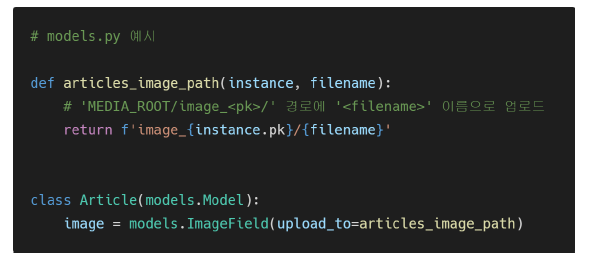 # models.py 예시
def articles_image_path(instance, filename):
    # 'MEDIA_ROOT/image_<pk>/' 경로에 '<filename>' 이름으로 업로드
    return f'image_{instance.pk}/{filename}'
class Article(models.Model):
    image = models.ImageField(upload_to=articles_image_path)